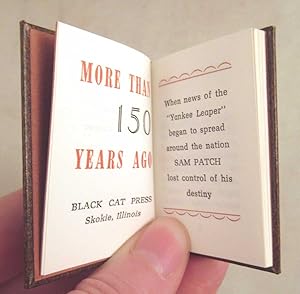 MORE THAN
150
YEARS AGO
BLACK CAT PRESS
Skokie, Illinois
When news of the
"Yankee Leaper"
began to spread
around the nation
SAM PATCH
lost control of his
destiny